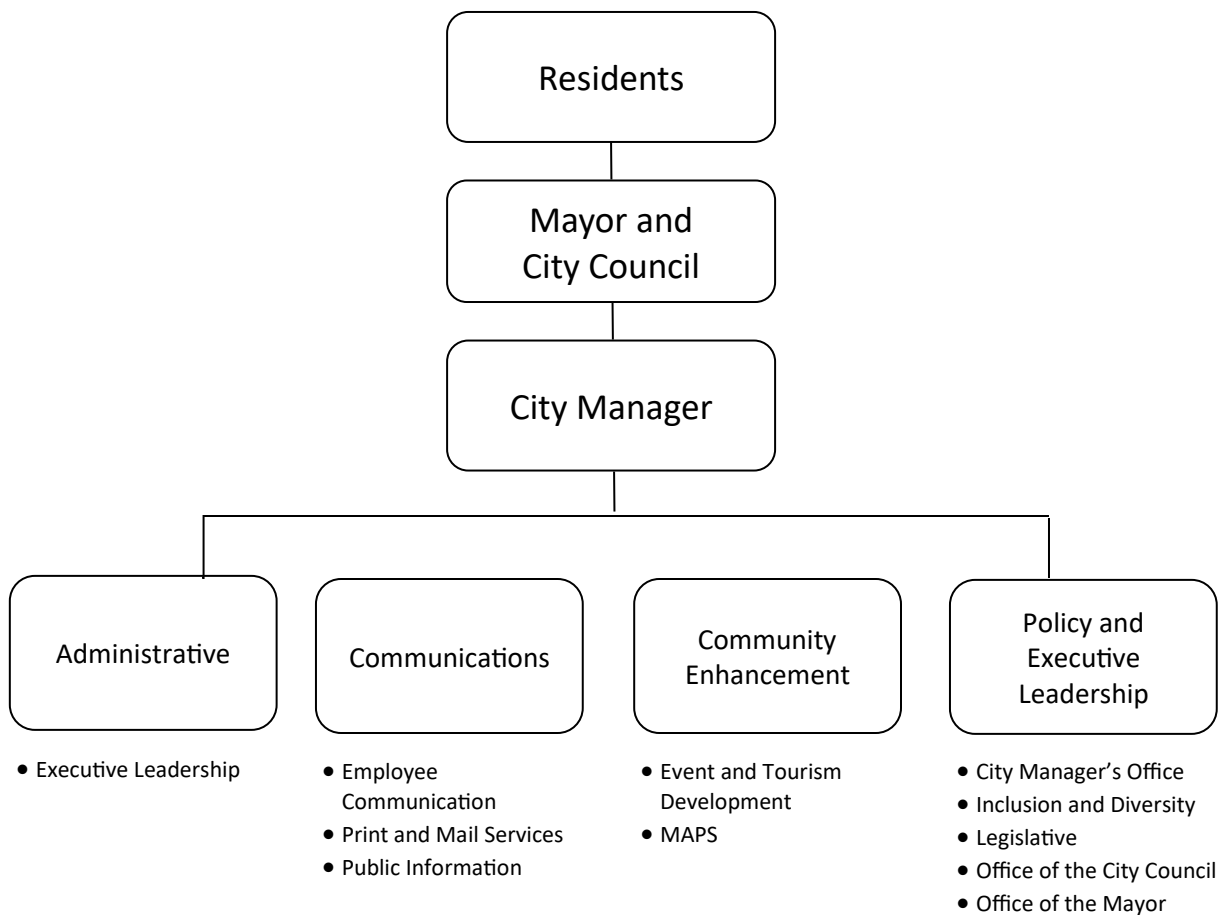 Residents
Mayor and
City Council
City Manager
Administrative
Communications
Community
Enhancement
Policy and
Executive
Leadership
• Executive Leadership
• Employee
Communication
• Print and Mail Services
• Public Information
• Event and Tourism
Development
• MAPS
• City Manager’s Office
• Inclusion and Diversity
• Legislative
• Office of the City Council
• Office of the Mayor